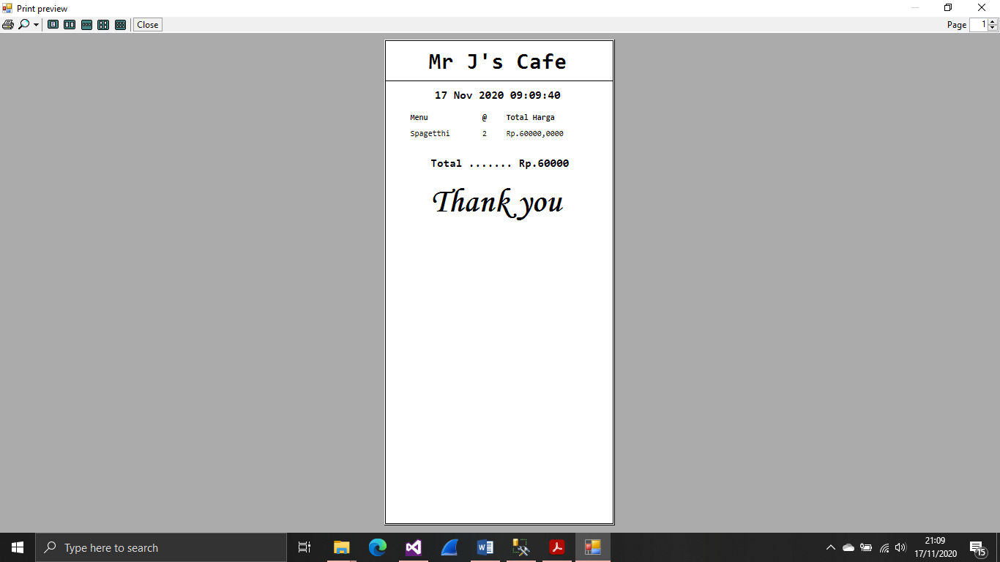 Print preview
Close
Page 1
Mr J's Cafe
17 Nov 2020 09:09:40
Menu @ Total Harga
Spagetthi 2 Rp.60000,0000
Total ....... Rp.60000
Thank you
Type here to search
21:09
17/11/2020
15